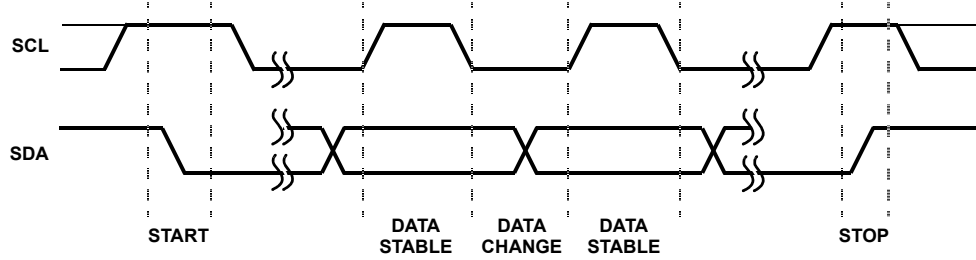 SCL
SDA
START
DATA
STABLE
DATA
CHANGE
DATA
STABLE
STOP